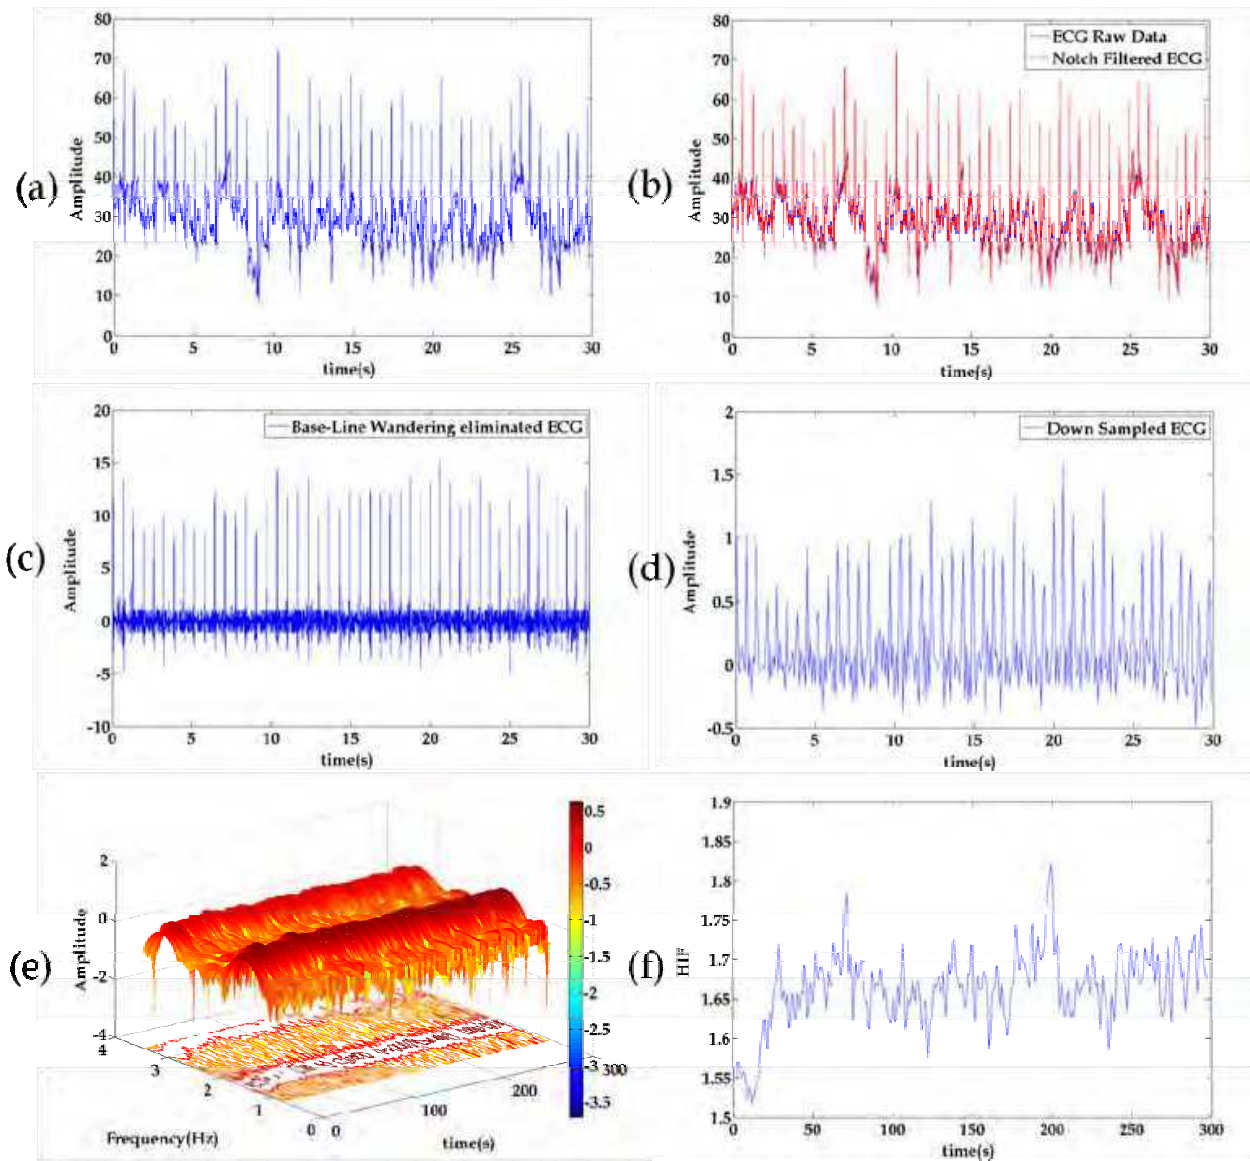 (a)
Amplitude
80
70
60
50
40
30
20
10
0
0 5 10 15 20 25 30
time(s)
(b)
Amplitude
80
70
60
50
40
30
20
10
0
ECG Raw Data
Notch Filtered ECG
0 5 10 15 20 25 30
time(s)
(c)
Amplitude
20
15
10
5
0
-5
-10
Base-Line Wandering eliminated ECG
0 5 10 15 20 25 30
time(s)
(d)
Amplitude
2
1.5
1
0.5
0
-0.5
Down Sampled ECG
0 5 10 15 20 25 30
time(s)
(e)
Amplitude
2
0
-2
-4
4 3 2 1 0
Frequency(Hz)
0 100 200 300
time(s)
0.5
0
-0.5
-1
-1.5
-2
-2.5
-3
-3.5
(f)
HIF
1.9
1.85
1.8
1.75
1.7
1.65
1.6
1.55
1.5
0 50 100 150 200 250 300
time(s)